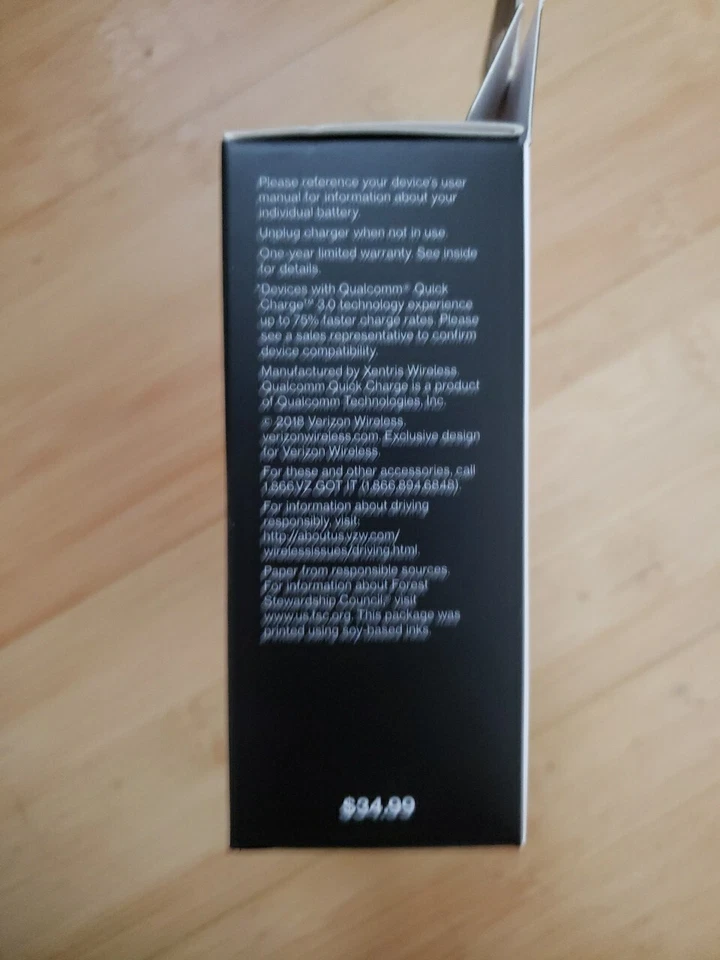 Please reference your device's user
manual for information about your
individual battery.
Unplug charger when not in use.
One-year limited warranty. See inside
for details.
*Devices with Qualcomm® Quick
Charge™ 3.0 technology experience
up to 75% faster charge rates. Please
see a sales representative to confirm
device compatibility.
Manufactured by Xentris Wireless.
Qualcomm Quick Charge is a product
of Qualcomm Technologies, Inc.
© 2018 Verizon Wireless.
verizonwireless.com. Exclusive design
for Verizon Wireless.
For these and other accessories, call
1.866.VZ.GOT IT (1.866.894.6848).
For information about driving
responsibly, visit:
http://aboutus.vzw.com/
wirelessissues/driving.html.
Paper from responsible sources.
For information about Forest
Stewardship Council,® visit
www.us.fsc.org. This package was
printed using soy-based inks.
$34.99